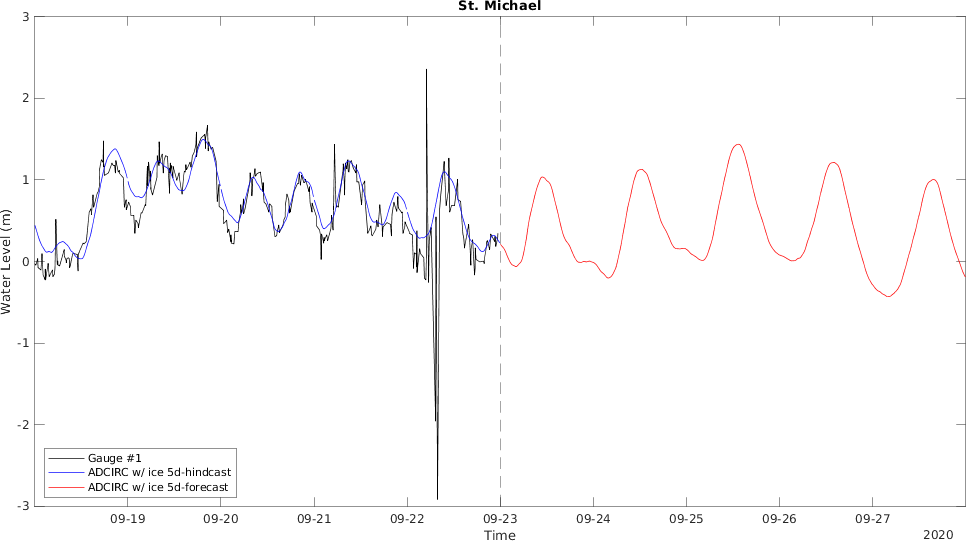 St. Michael
3
2
1
0
-1
-2
-3
Water Level (m)
Gauge #1
ADCIRC w/ ice 5d-hindcast
ADCIRC w/ ice 5d-forecast
09-19 09-20 09-21 09-22 09-23 09-24 09-25 09-26 09-27
Time
2020